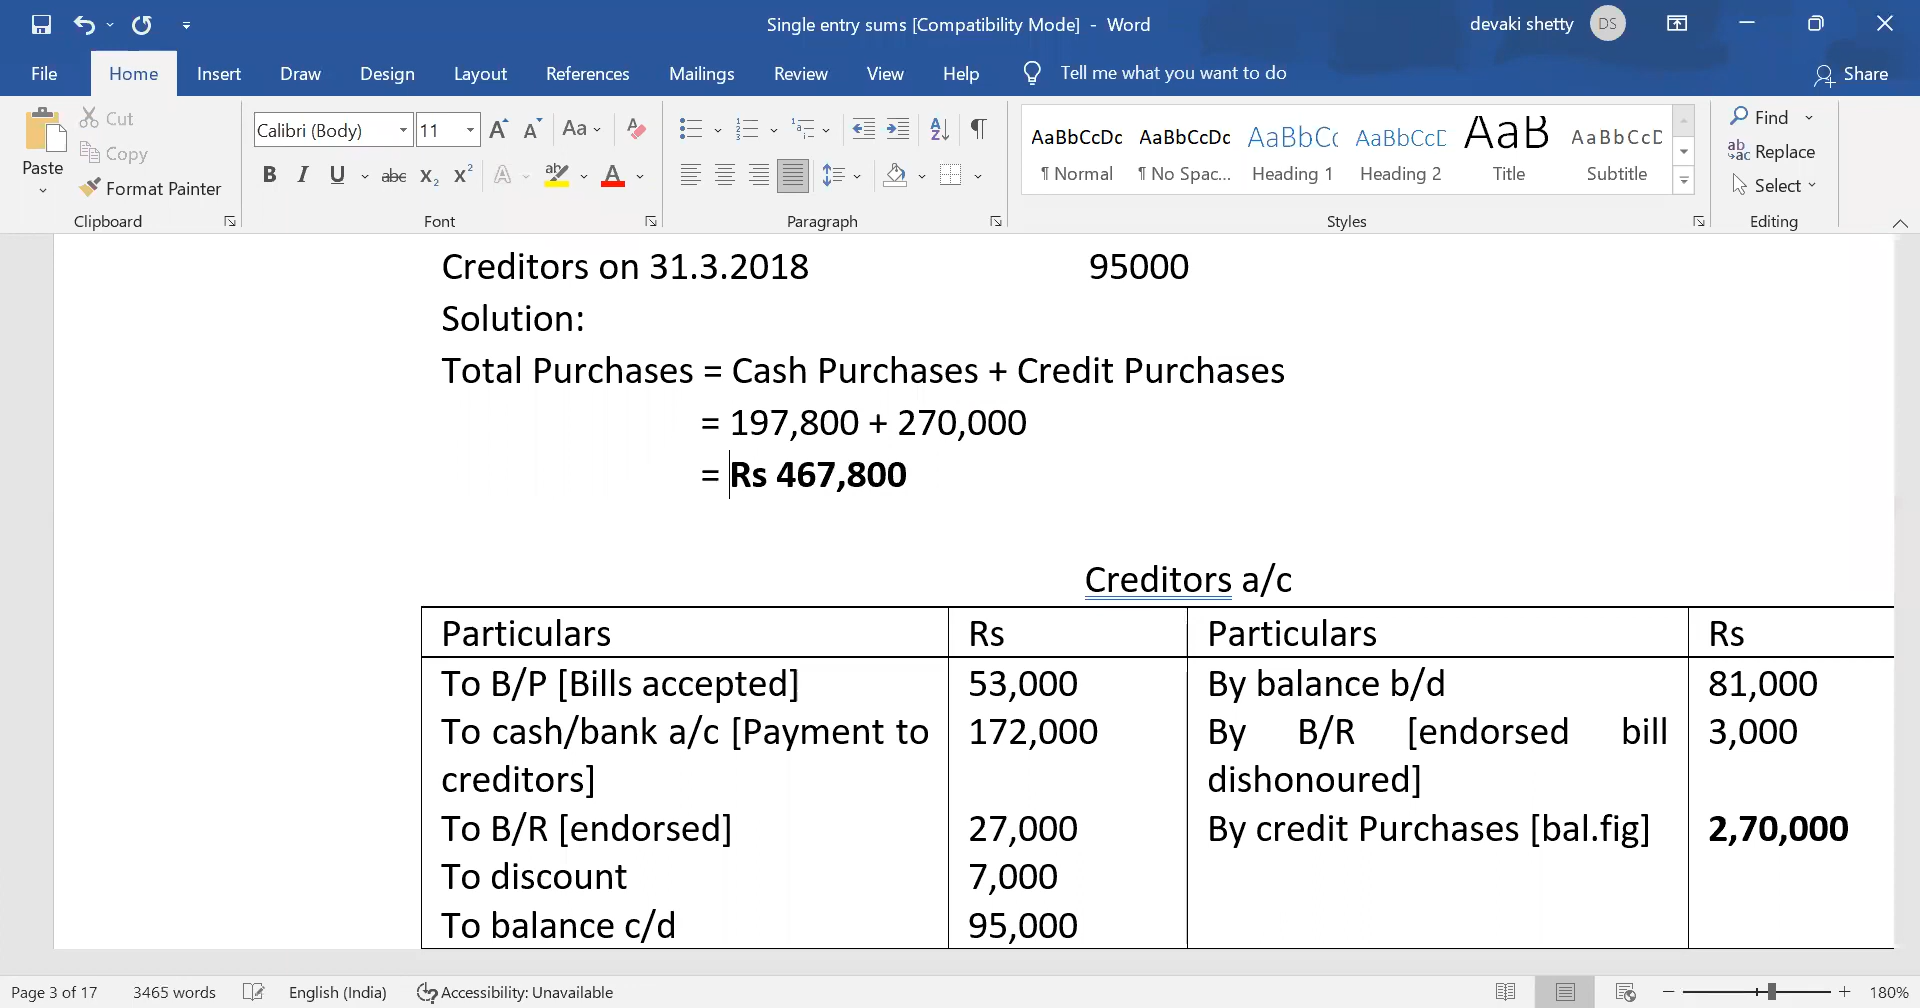 Single entry sums [Compatibility Mode] - Word
devaki shetty DS
File Home Insert Draw Design Layout References Mailings Review View Help Tell me what you want to do Share
Paste
Cut
Copy
Format Painter
Clipboard
Calibri (Body) 11
Font
Paragraph
AaBbCcDc AaBbCcDc AaBbCc AaBbCcE AaB AaBbCcD
¶ Normal ¶ No Spac... Heading 1 Heading 2 Title Subtitle
Styles
Find
Replace
Select
Editing
Creditors on 31.3.2018 95000
Solution:
Total Purchases = Cash Purchases + Credit Purchases
= 197,800 + 270,000
= Rs 467,800
Creditors a/c
Particulars Rs Particulars Rs
To B/P [Bills accepted] 53,000 By balance b/d 81,000
To cash/bank a/c [Payment to 172,000 By B/R [endorsed bill 3,000
creditors] dishonoured]
To B/R [endorsed] 27,000 By credit Purchases [bal.fig] 2,70,000
To discount 7,000
To balance c/d 95,000
Page 3 of 17 3465 words English (India) Accessibility: Unavailable 180%